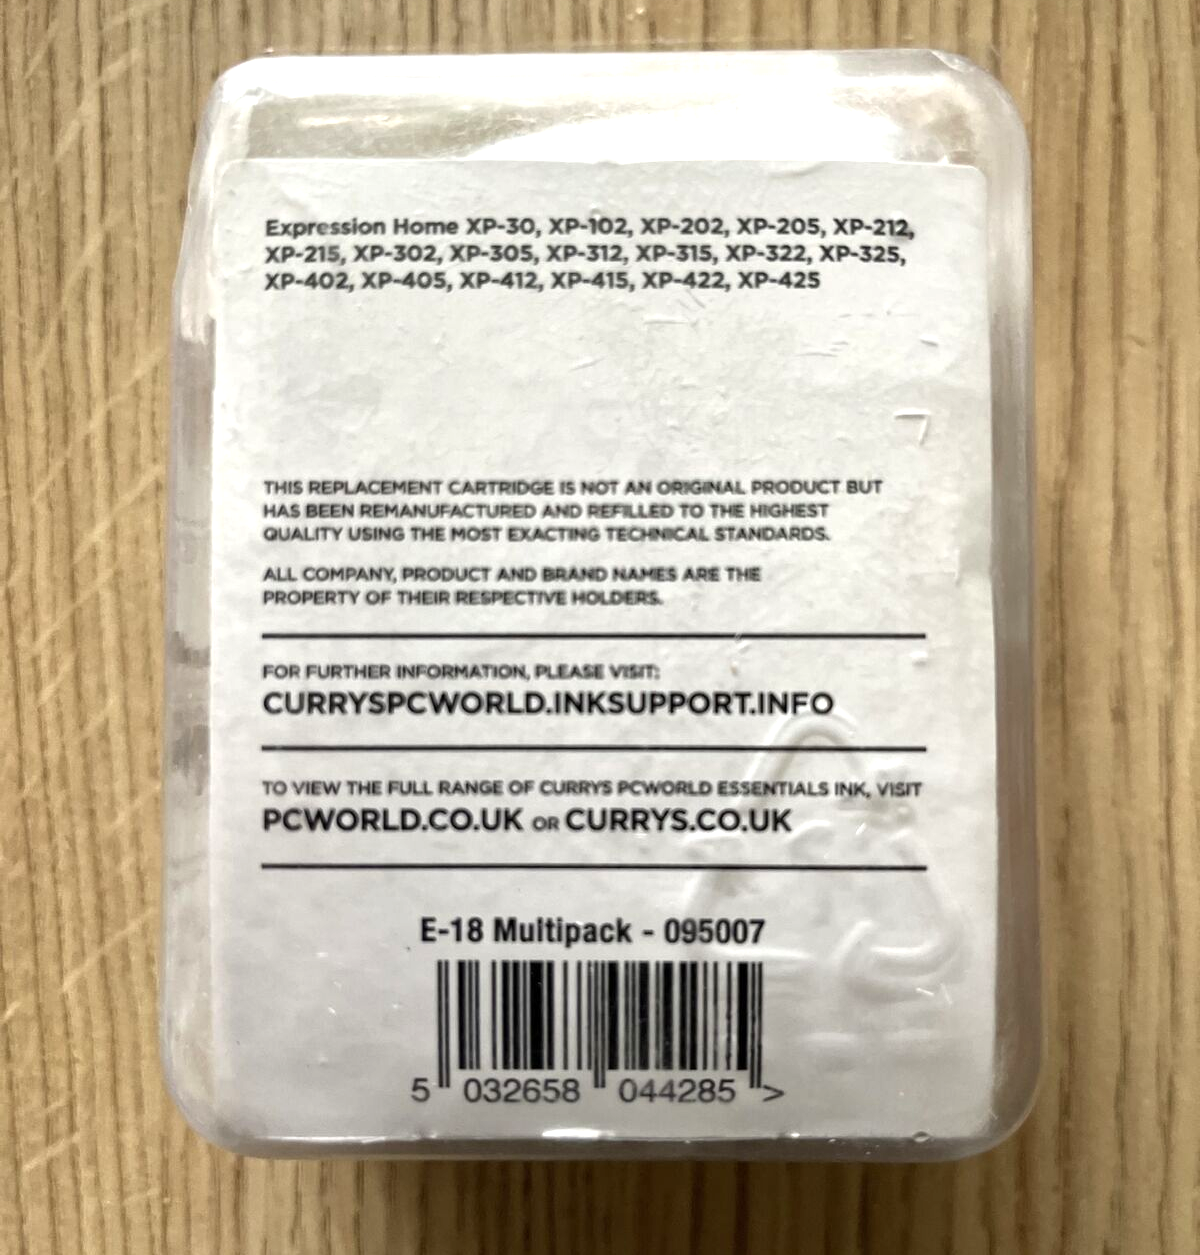 Expression Home XP-30, XP-102, XP-202, XP-205, XP-212,
XP-215, XP-302, XP-305, XP-312, XP-315, XP-322, XP-325,
XP-402, XP-405, XP-412, XP-415, XP-422, XP-425
THIS REPLACEMENT CARTRIDGE IS NOT AN ORIGINAL PRODUCT BUT
HAS BEEN REMANUFACTURED AND REFILLED TO THE HIGHEST
QUALITY USING THE MOST EXACTING TECHNICAL STANDARDS.
ALL COMPANY, PRODUCT AND BRAND NAMES ARE THE
PROPERTY OF THEIR RESPECTIVE HOLDERS.
FOR FURTHER INFORMATION, PLEASE VISIT:
CURRYSPCWORLD.INKSUPPORT.INFO
TO VIEW THE FULL RANGE OF CURRYS PCWORLD ESSENTIALS INK, VISIT
PCWORLD.CO.UK OR CURRYS.CO.UK
E-18 Multipack - 095007
5 032658 044285 >